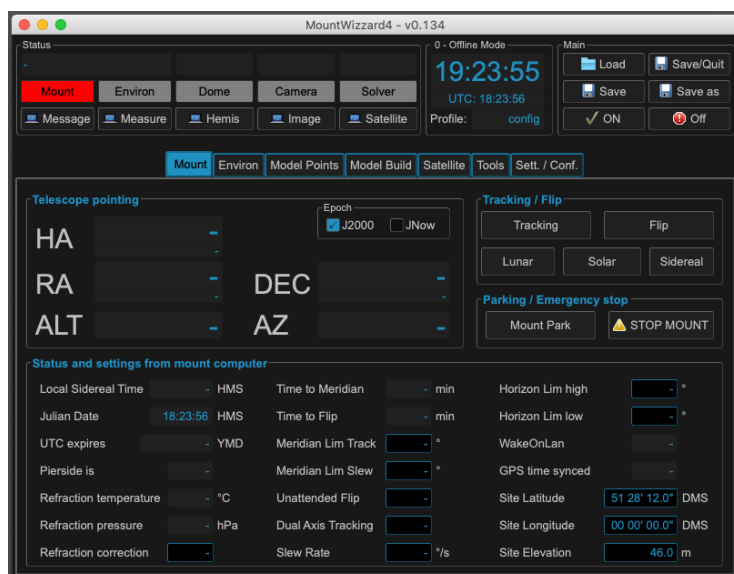 MountWizzard4 - v0.134
Status
-
Mount Environ Dome Camera Solver
Message Measure Hemis Image Satellite
0 - Offline Mode
19:23:55
UTC: 18:23:56
Profile: config
Main
Load Save/Quit
Save Save as
ON Off
Mount Environ Model Points Model Build Satellite Tools Sett. / Conf.
Telescope pointing
Epoch
J2000 JNow
HA -
-
RA - DEC -
- -
ALT - AZ -
Tracking / Flip
Tracking Flip
Lunar Solar Sidereal
Parking / Emergency stop
Mount Park STOP MOUNT
Status and settings from mount computer
Local Sidereal Time - HMS Time to Meridian - min Horizon Lim high - °
Julian Date 18:23:56 HMS Time to Flip - min Horizon Lim low - °
UTC expires - YMD Meridian Lim Track - ° WakeOnLan -
Pierside is - Meridian Lim Slew - ° GPS time synced -
Refraction temperature - °C Unattended Flip - Site Latitude 51 28' 12.0" DMS
Refraction pressure - hPa Dual Axis Tracking - Site Longitude 00 00' 00.0" DMS
Refraction correction - Slew Rate - °/s Site Elevation 46.0 m